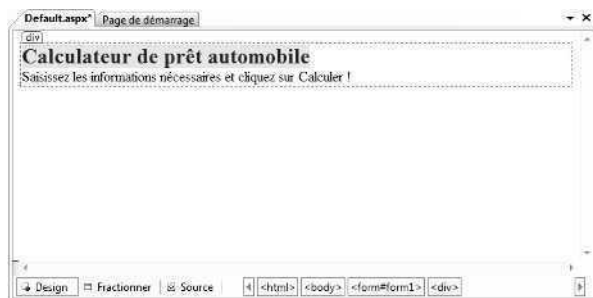 Default.aspx* Page de démarrage
div
Calculateur de prêt automobile
Saisissez les informations nécessaires et cliquez sur Calculer !
Design Fractionner Source <html> <body> <form#form1> <div>